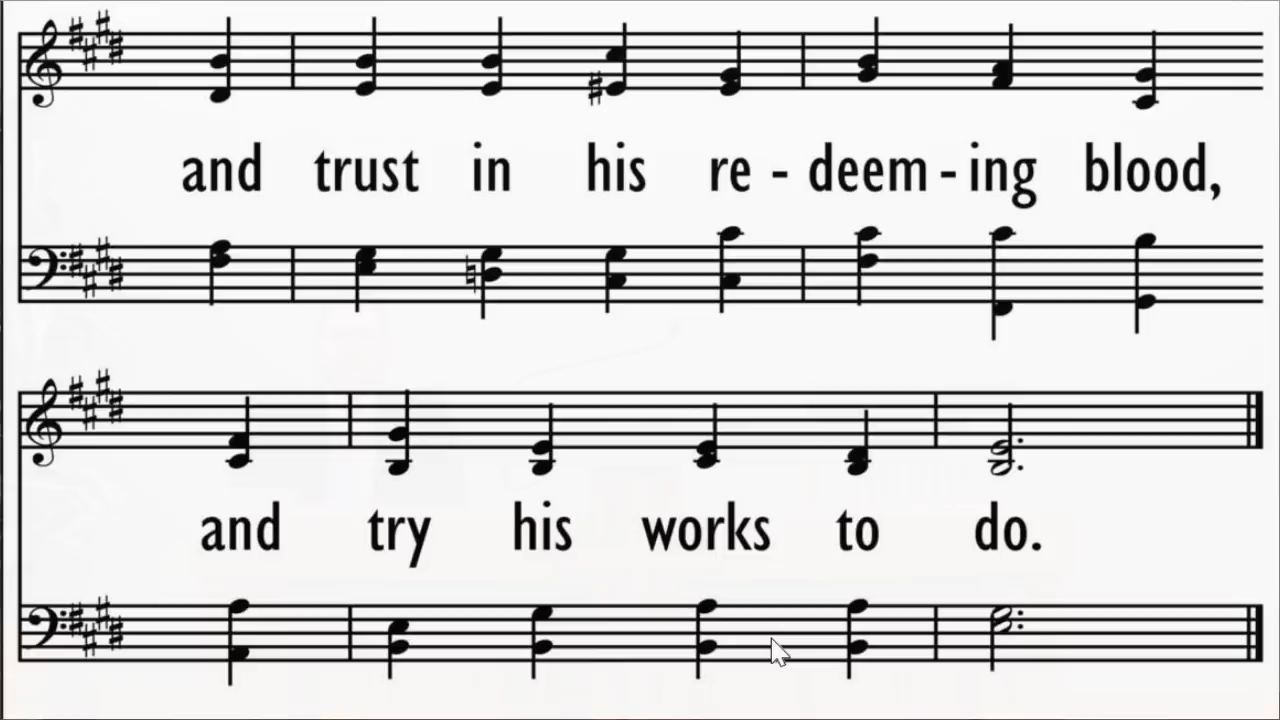 and trust in his re - deem - ing blood,
and try his works to do.